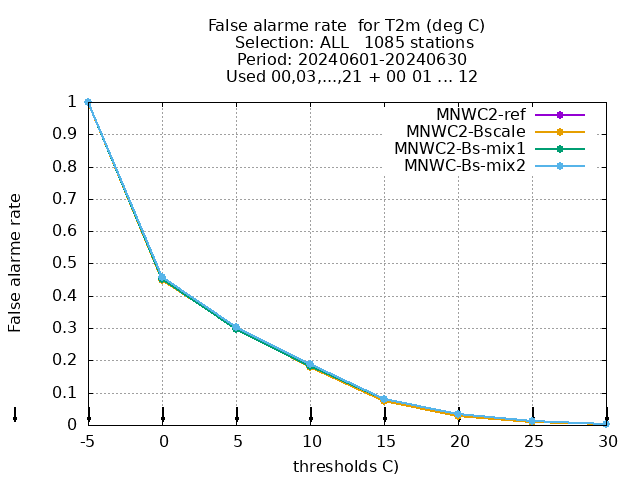 False alarme rate  for T2m (deg C)
Selection: ALL   1085 stations
Period: 20240601-20240630
Used 00,03,...,21 + 00 01 ... 12
MNWC2-ref
MNWC2-Bscale
MNWC2-Bs-mix1
MNWC-Bs-mix2
False alarme rate
1
0.9
0.8
0.7
0.6
0.5
0.4
0.3
0.2
0.1
0
-5 0 5 10 15 20 25 30
thresholds C)